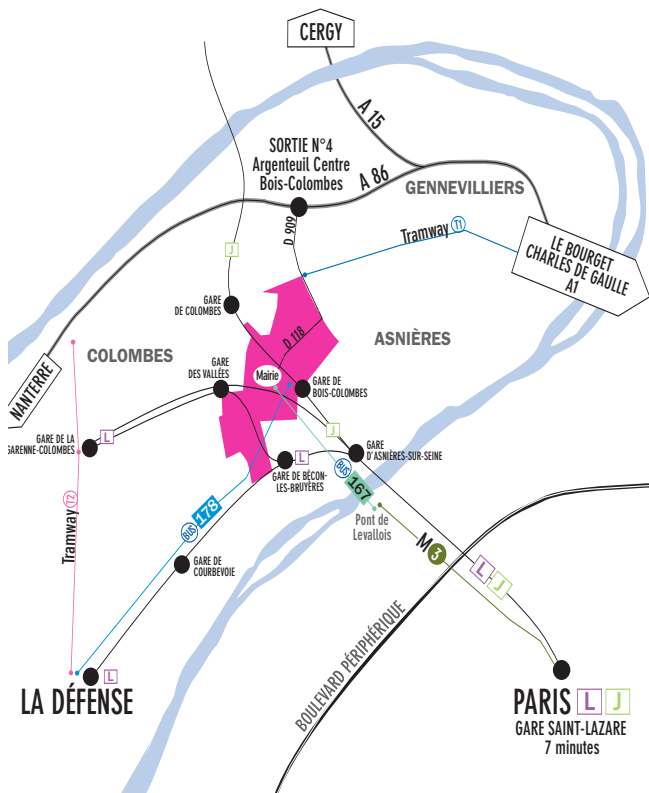 CERGY
A 15
SORTIE N°4
Argenteuil Centre
Bois-Colombes
A 86
GENNEVILLIERS
D 909
Tramway T1
LE BOURGET
CHARLES DE GAULLE
A1
J
GARE
DE COLOMBES
ASNIÈRES
D 118
COLOMBES
GARE
DES VALLÉES
Mairie
GARE DE
BOIS-COLOMBES
NANTERRE
GARE DE LA
GARENNE-COLOMBES
L
J
GARE
D'ASNIÈRES-SUR-SEINE
L
GARE DE BÉCON-
LES-BRUYÈRES
BUS 167
BUS 178
Pont de
Levallois
M 3
Tramway T2
GARE DE
COURBEVOIE
L
J
BOULEVARD PÉRIPHÉRIQUE
L
LA DÉFENSE
PARIS L J
GARE SAINT-LAZARE
7 minutes